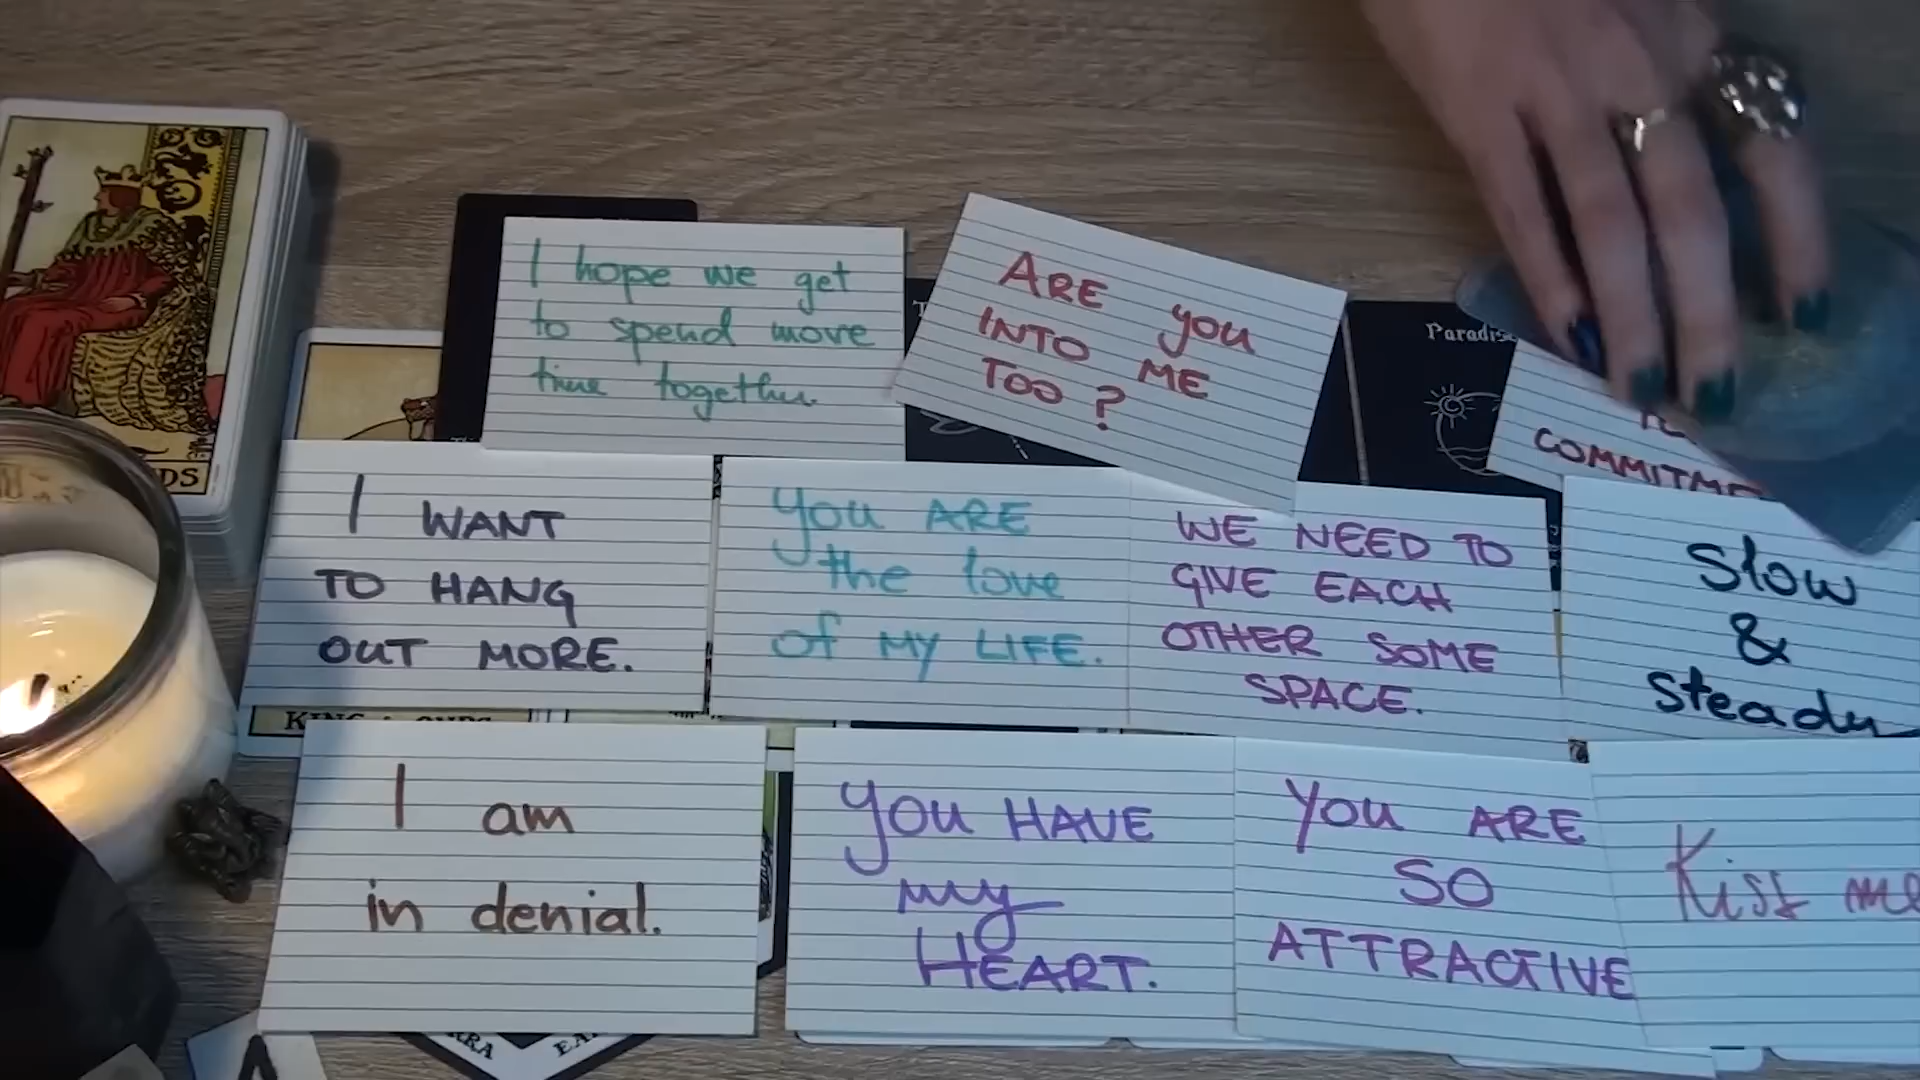 I hope we get
to spend more
time together.
ARE you
INTO ME
TOO?
Paradise
COMMITME
I WANT
TO HANG
OUT MORE.
you ARE
the love
of MY LIFE.
WE NEED TO
GIVE EACH
OTHER SOME
SPACE.
Slow
&
Steady
I am
in denial.
you HAVE
my
HEART.
You ARE
SO
ATTRACTIVE
Kiss me
DS